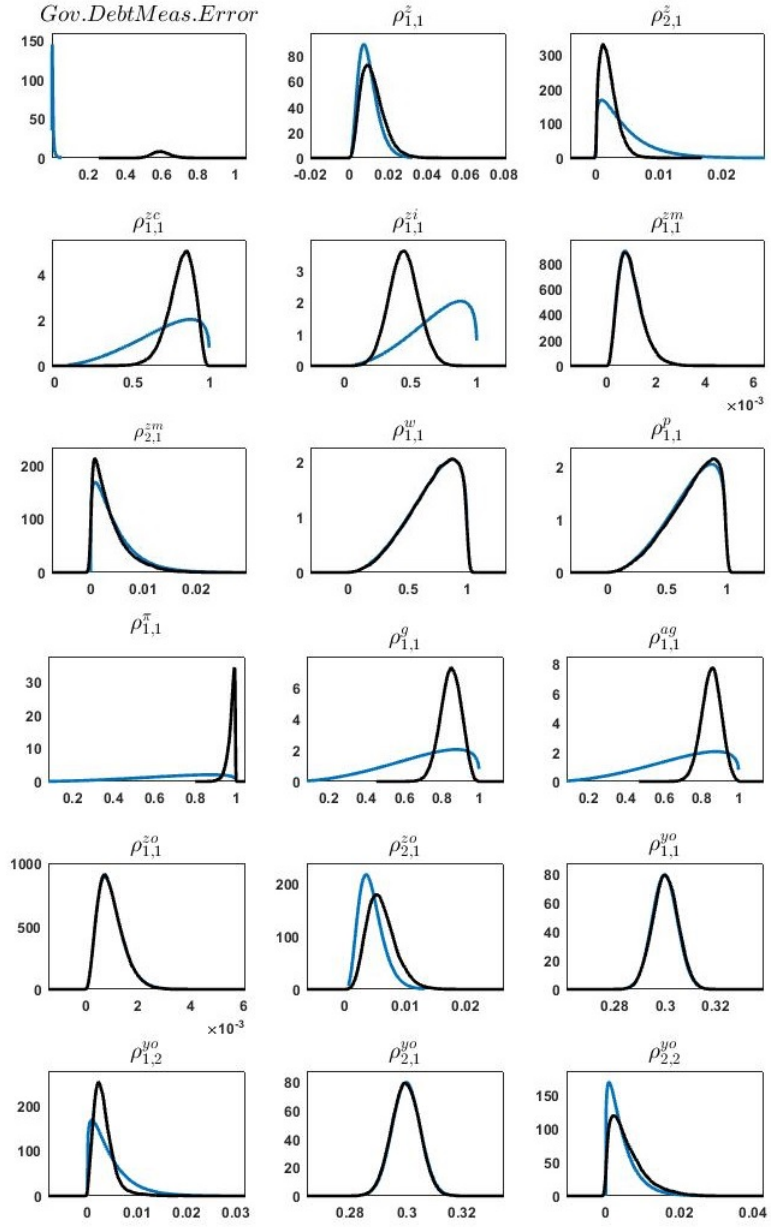 Gov.DebtMeas.Error ρ^z_{1,1} ρ^z_{2,1}
150 80 300
100 60 200
50 40 100
0 20 0
0
0.2 0.4 0.6 0.8 1 -0.02 0 0.02 0.04 0.06 0.08 0 0.01 0.02
ρ^{zc}_{1,1} ρ^{zi}_{1,1} ρ^{zm}_{1,1}
4 3 800
2 2 600
0 1 400
0 200
0
0 0.5 1 0 0.5 1 0 2 4 6
×10^{-3}
ρ^{zm}_{2,1} ρ^w_{1,1} ρ^p_{1,1}
200 2 2
100 1 1
0 0 0
0 0.01 0.02 0 0.5 1 0 0.5 1
ρ^π_{1,1} ρ^g_{1,1} ρ^{ag}_{1,1}
30 6 8
20 4 6
10 2 4
0 0 2
0
0.2 0.4 0.6 0.8 1 0.2 0.4 0.6 0.8 1 0.2 0.4 0.6 0.8 1
ρ^{zo}_{1,1} ρ^{zo}_{2,1} ρ^{yo}_{1,1}
1000 200 80
500 100 60
0 0 40
20
0
0 2 4 6 0 0.01 0.02 0.28 0.3 0.32
×10^{-3}
ρ^{yo}_{1,2} ρ^{yo}_{2,1} ρ^{yo}_{2,2}
200 80 150
100 60 100
0 40 50
20 0
0
0 0.01 0.02 0.03 0.28 0.3 0.32 0 0.02 0.04